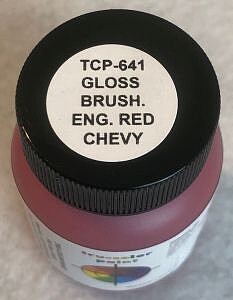 TCP-641
GLOSS
BRUSH.
ENG. RED
CHEVY